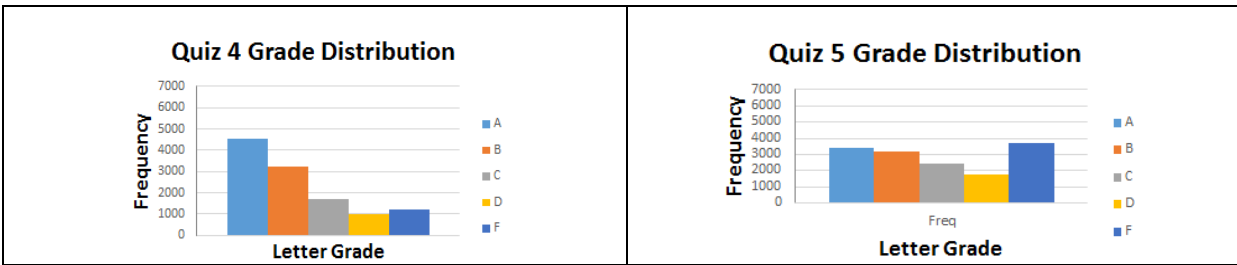 Quiz 4 Grade Distribution
7000
6000
5000
4000
3000
2000
1000
0
Frequency
Letter Grade
A
B
C
D
F
Quiz 5 Grade Distribution
7000
6000
5000
4000
3000
2000
1000
0
Frequency
Freq
Letter Grade
A
B
C
D
F